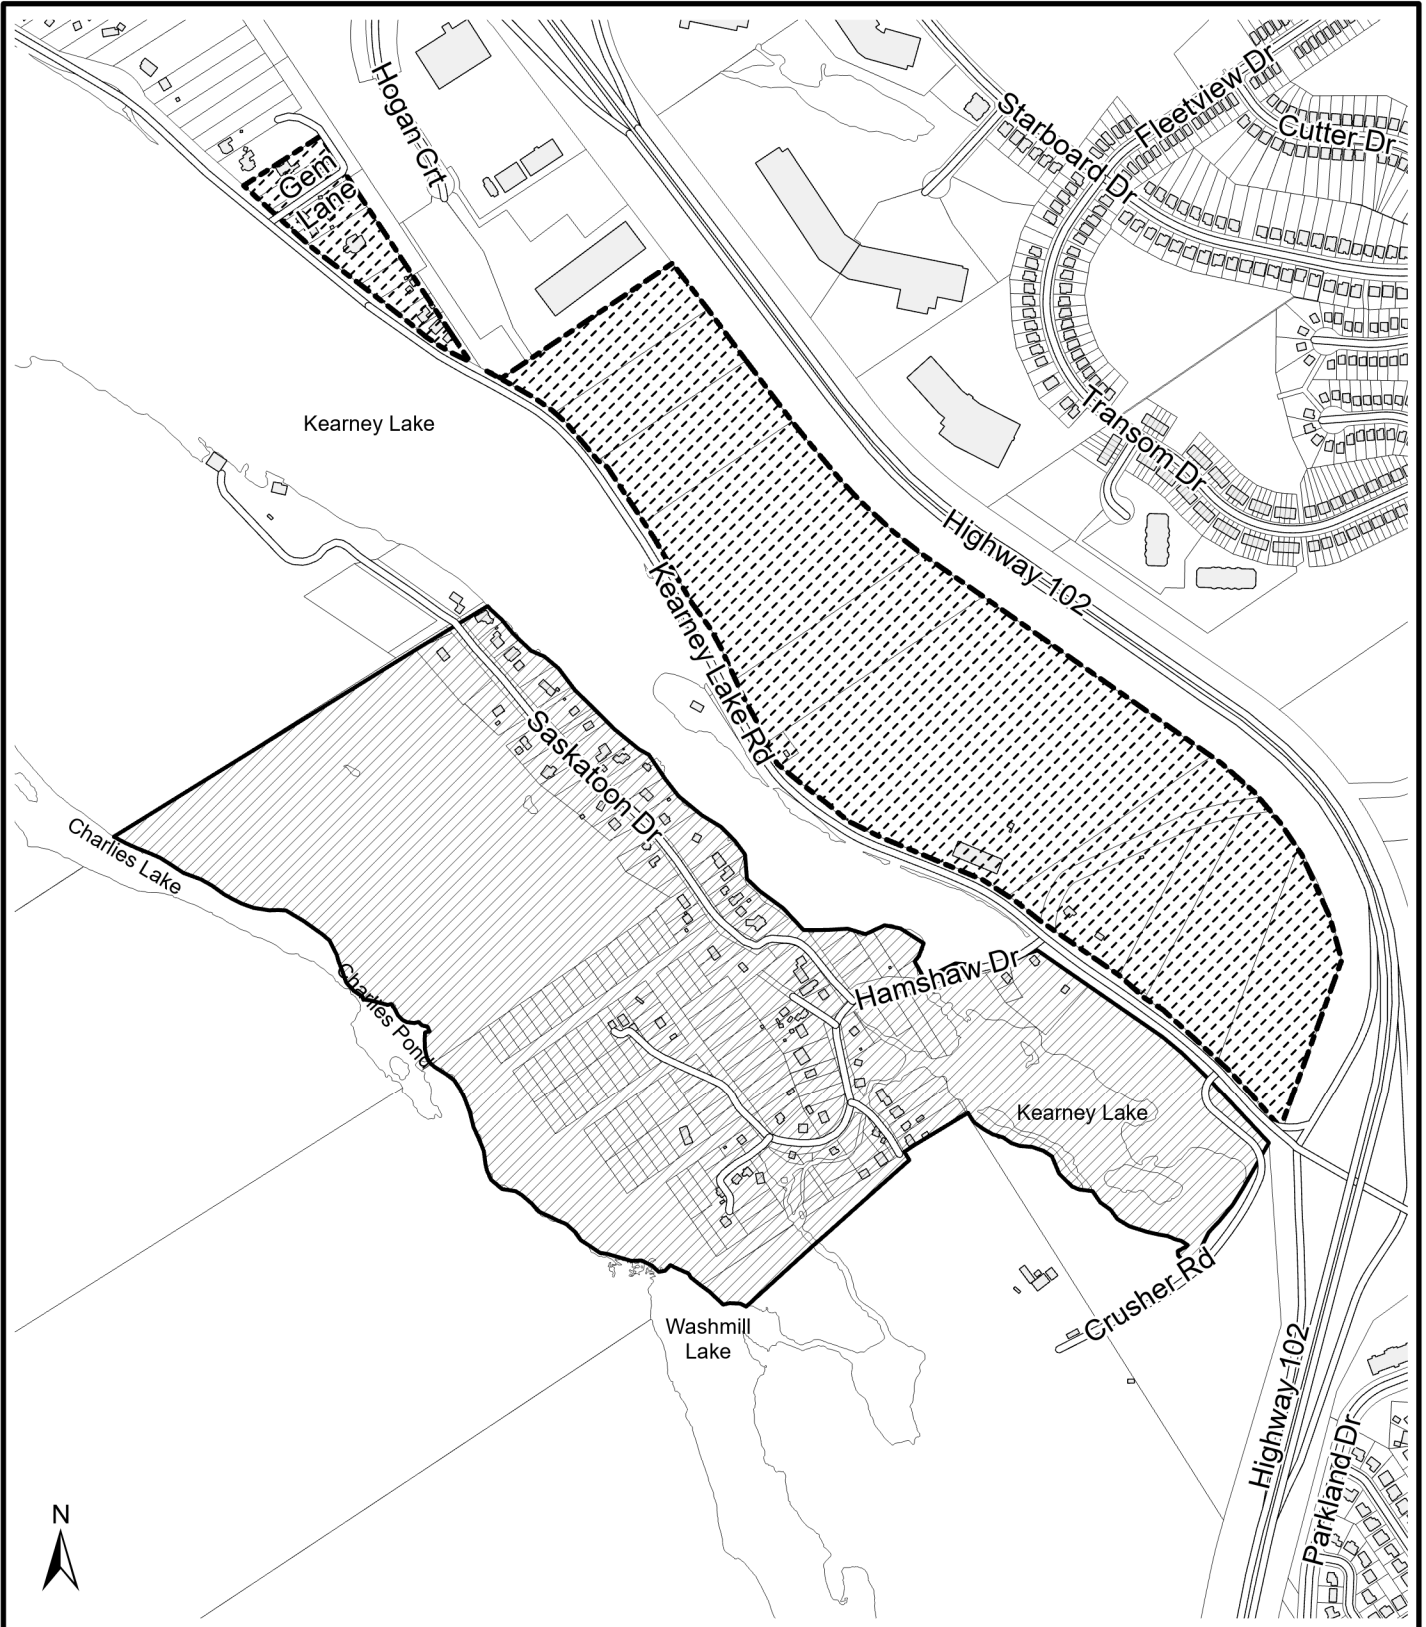 Hogan Crt
Starboard Dr
Fleetview Dr
Cutter Dr
Gem
Lane
Kearney Lake
Transom Dr
Highway 102
Kearney Lake Rd
Saskatoon Dr
Charlies Lake
Charlies Pond
Hamshaw Dr
Kearney Lake
Crusher Rd
Washmill
Lake
Highway 102
Parkland Dr
N